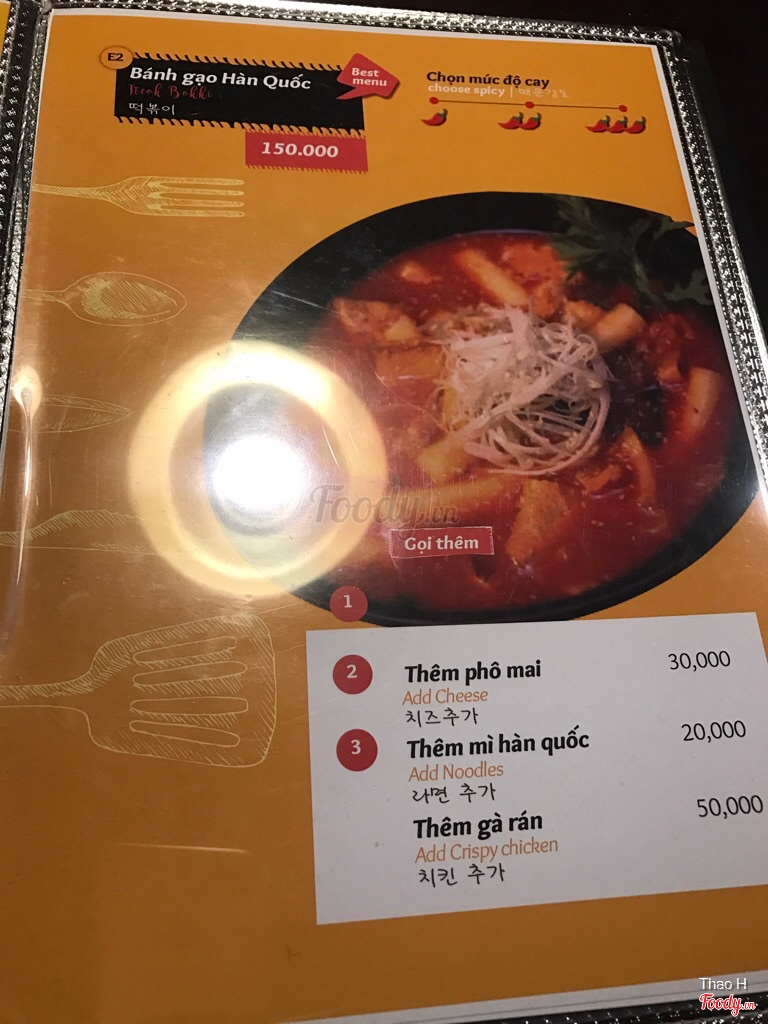 E2
Bánh gạo Hàn Quốc
Tteok Bokki
떡볶이
Best
menu
150.000
Chọn mức độ cay
choose spicy |
Foody.vn
Gọi thêm
1
2
Thêm phô mai
30,000
Add Cheese
치즈추가
3
Thêm mì hàn quốc
20,000
Add Noodles
라면 추가
Thêm gà rán
50,000
Add Crispy chicken
치킨 추가
Thao H
Foody.vn